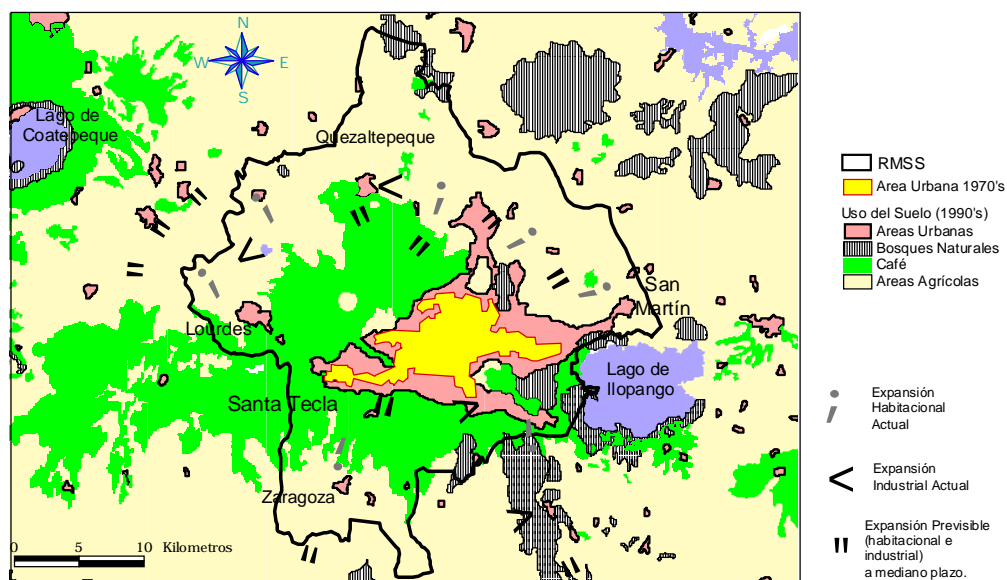 N
W
E
S
Lago de
Coatepeque
Quezaltepeque
San
Martín
Lourdes
Lago de
Ilopango
Santa Tecla
Zaragoza
0 5 10 Kilometros
RMSS
Area Urbana 1970's
Uso del Suelo (1990's)
Areas Urbanas
Bosques Naturales
Café
Areas Agrícolas
Expansión
Habitacional
Actual
Expansión
Industrial Actual
Expansión Previsible
(habitacional e
industrial)
a mediano plazo.